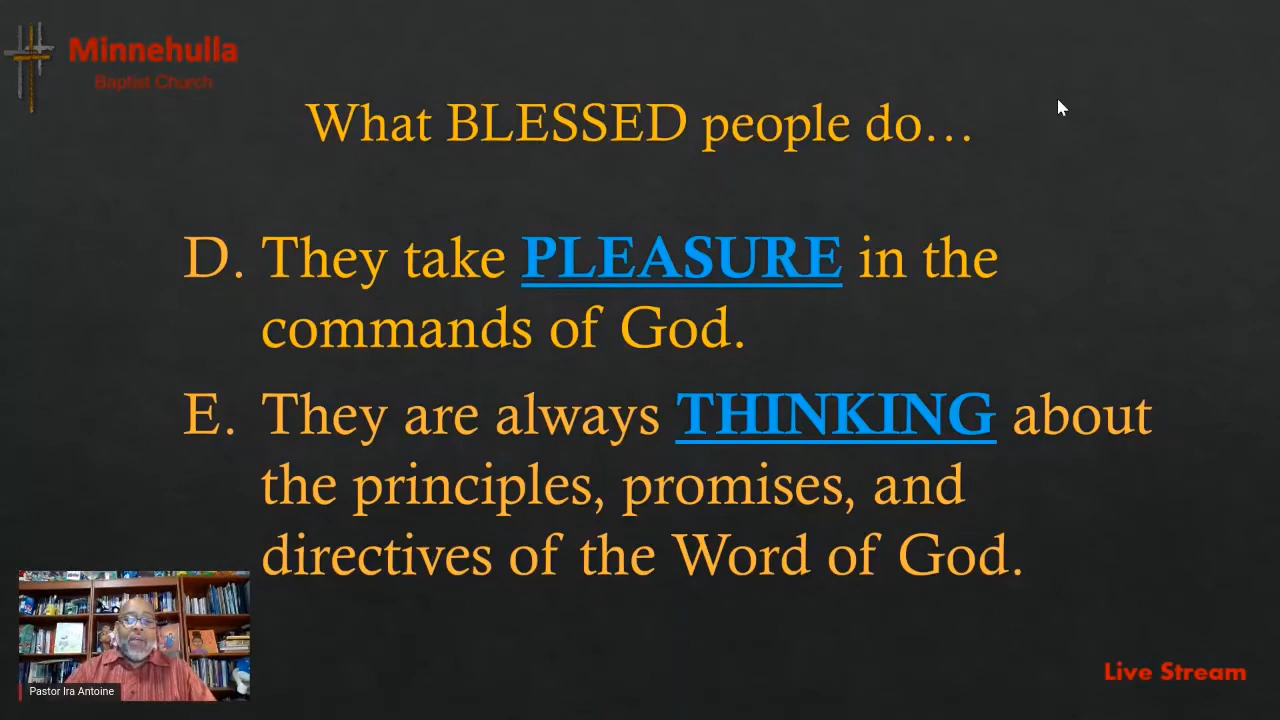 Minnehulla
Baptist Church
What BLESSED people do…
D. They take PLEASURE in the
commands of God.
E. They are always THINKING about
the principles, promises, and
directives of the Word of God.
Pastor Ira Antoine
Live Stream